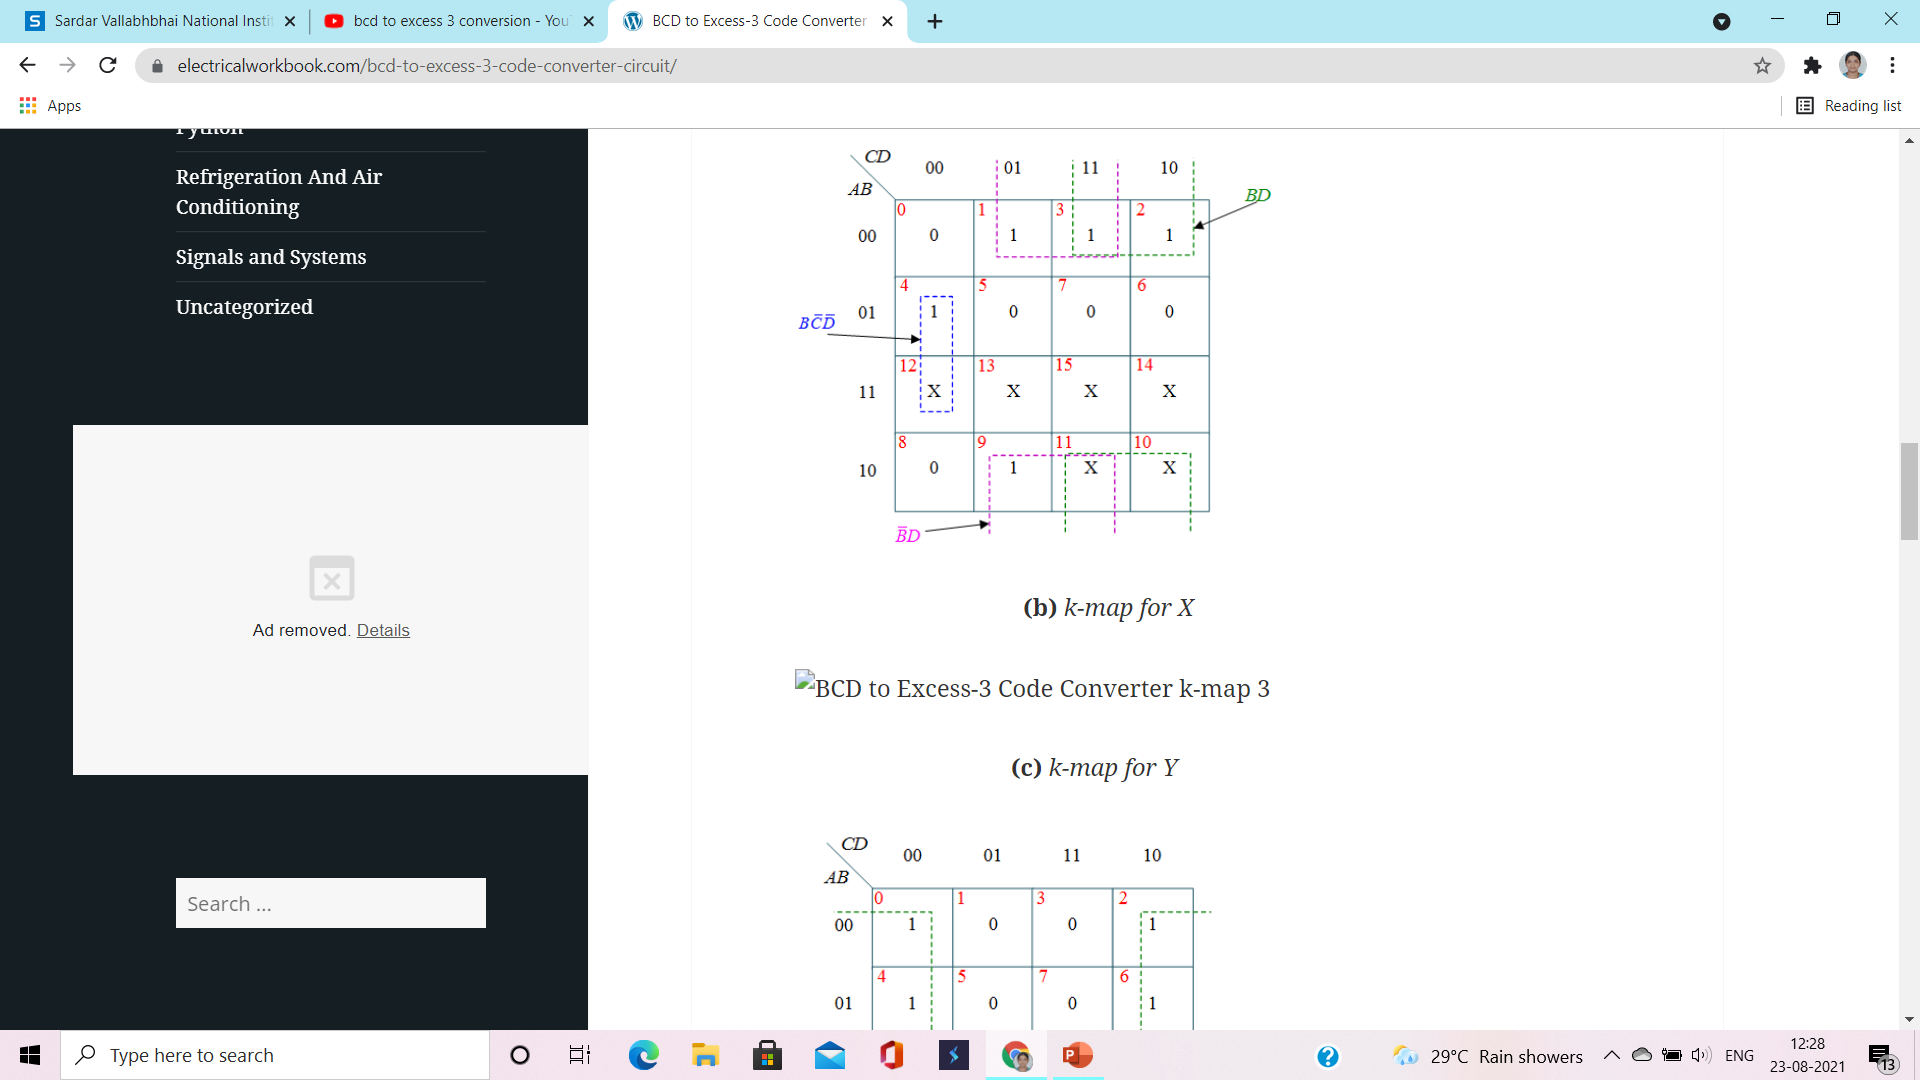 Sardar Vallabhbhai National Insti
bcd to excess 3 conversion - You
BCD to Excess-3 Code Converter
electricalworkbook.com/bcd-to-excess-3-code-converter-circuit/
Apps
Reading list
Python
Refrigeration And Air
Conditioning
Signals and Systems
Uncategorized
Ad removed. Details
Search ...
CD
AB
00 01 11 10
BD
0 1 3 2
00 0 1 1 1
4 5 7 6
BC̅D̅ 01 1 0 0 0
12 13 15 14
11 X X X X
8 9 11 10
10 0 1 X X
B̅D
(b) k-map for X
BCD to Excess-3 Code Converter k-map 3
(c) k-map for Y
CD
AB
00 01 11 10
0 1 3 2
00 1 0 0 1
4 5 7 6
01 1 0 0 1
Type here to search
29°C Rain showers
ENG
12:28
23-08-2021
13